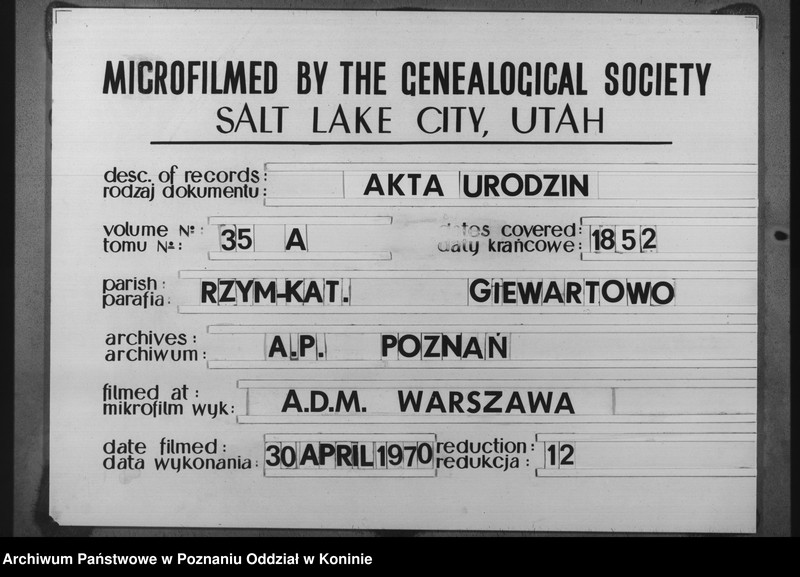 MICROFILMED BY THE GENEALOGICAL SOCIETY
SALT LAKE CITY, UTAH
desc. of records:
rodzaj dokumentu: AKTA URODZIN
volume №: dates covered:
tomu №: 35 A daty krańcowe: 1852
parish:
parafia: RZYM-KAT. GIEWARTOWO
archives:
archiwum: A.P. POZNAŃ
filmed at:
mikrofilm wyk: A.D.M. WARSZAWA
date filmed: reduction:
data wykonania: 30 APRIL 1970 redukcja: 12
Archiwum Państwowe w Poznaniu Oddział w Koninie